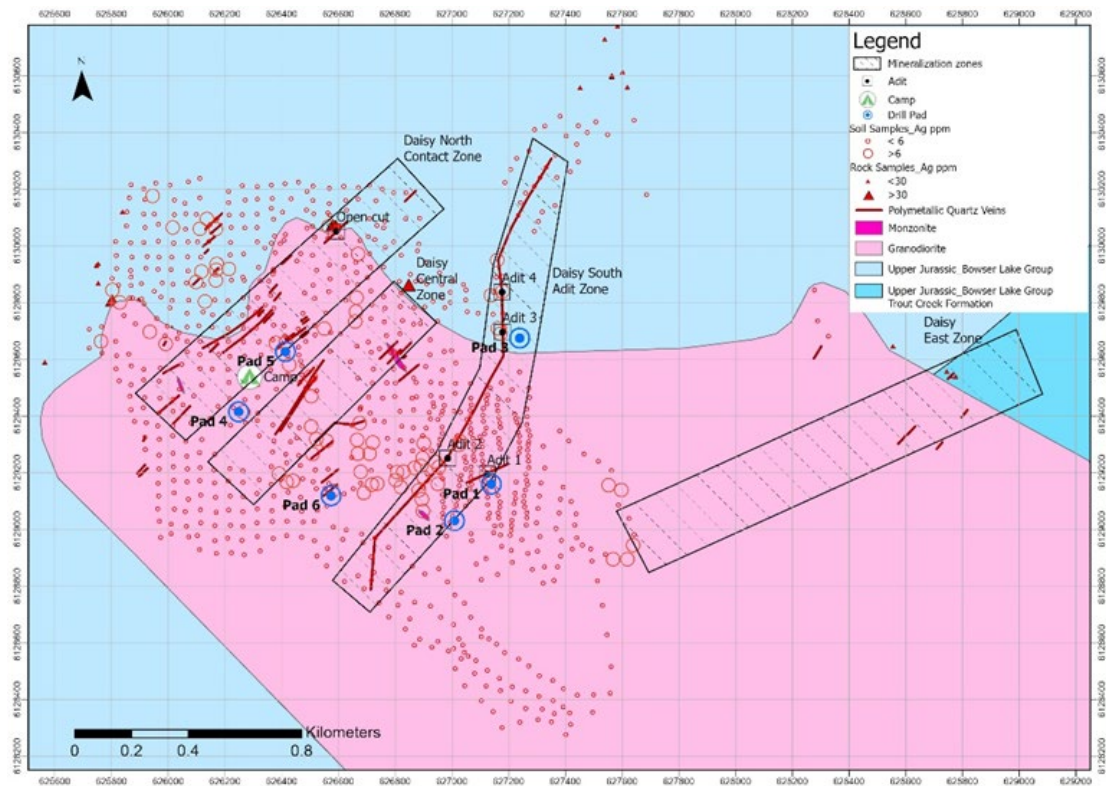 626600 626800 626000 626200 626400 626600 626800 627000 627200 627400 627600 627800 628000 628200 628400 628600 628800 629000 629200
Legend
Mineralization zones
Adit
Camp
Drill Pad
Soil Samples_Ag ppm
< 6
>6
Rock Samples_Ag ppm
<30
>30
Polymetallic Quartz Veins
Monzonite
Granodiorite
Upper Jurassic_Bowser Lake Group
Upper Jurassic_Bowser Lake Group
Trout Creek Formation
N
Daisy North
Contact Zone
Open cut
Daisy
Central
Zone
Daisy South
Adit Zone
Adit 4
Adit 3
Pad 3
Daisy
East Zone
Pad 5
Camp
Pad 4
Adit 2
Adit 1
Pad 1
Pad 6
Pad 2
Kilometers
0 0.2 0.4 0.8